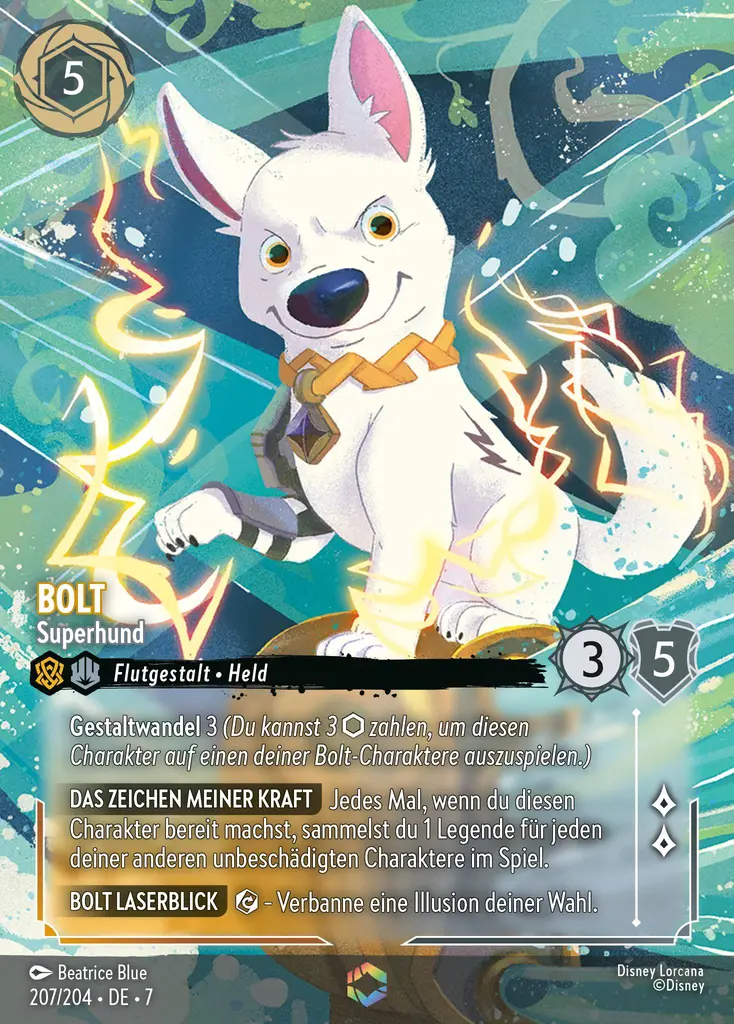 5
BOLT
Superhund
Flutgestalt • Held
3
5
Gestaltwandel 3 (Du kannst 3 ⬡ zahlen, um diesen
Charakter auf einen deiner Bolt-Charaktere auszuspielen.)
DAS ZEICHEN MEINER KRAFT Jedes Mal, wenn du diesen
Charakter bereit machst, sammelst du 1 Legende für jeden
deiner anderen unbeschädigten Charaktere im Spiel.
BOLT LASERBLICK – Verbanne eine Illusion deiner Wahl.
Beatrice Blue
207/204 • DE • 7
Disney Lorcana
©Disney